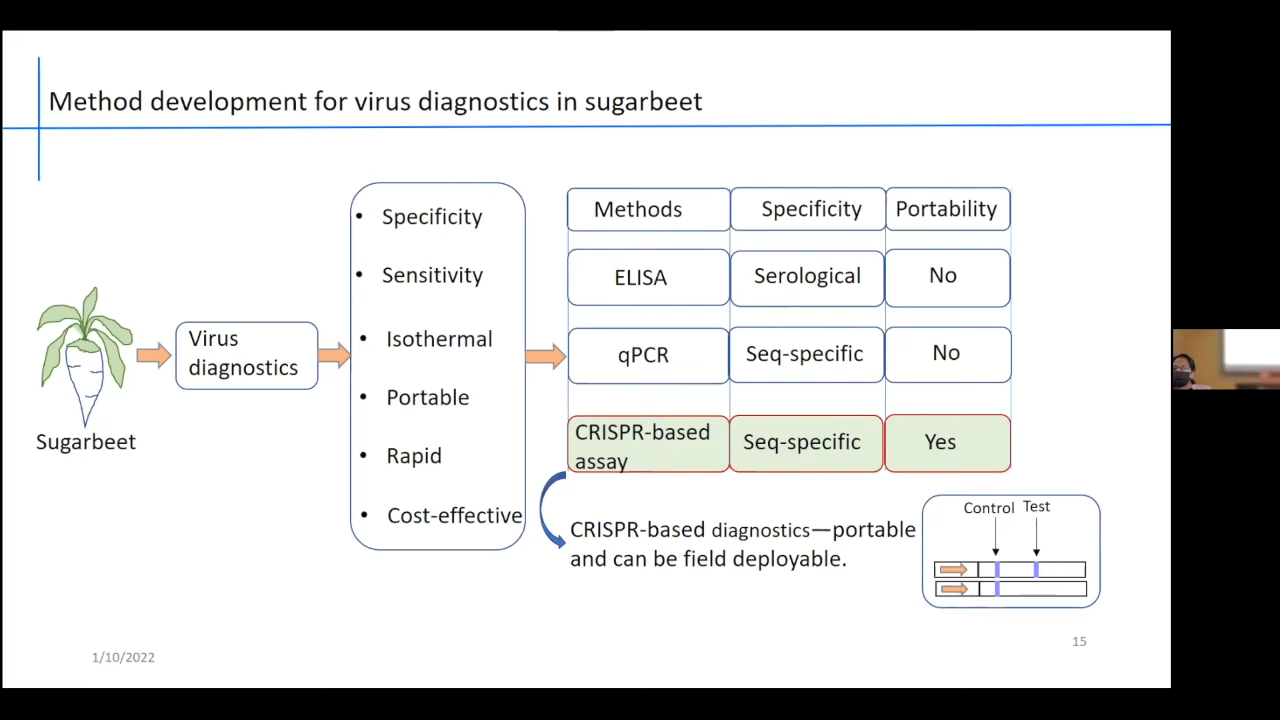 Method development for virus diagnostics in sugarbeet
Sugarbeet
Virus
diagnostics
• Specificity
• Sensitivity
• Isothermal
• Portable
• Rapid
• Cost-effective
Methods Specificity Portability
ELISA Serological No
qPCR Seq-specific No
CRISPR-based
assay
Seq-specific Yes
CRISPR-based diagnostics—portable
and can be field deployable.
Control Test
1/10/2022
15